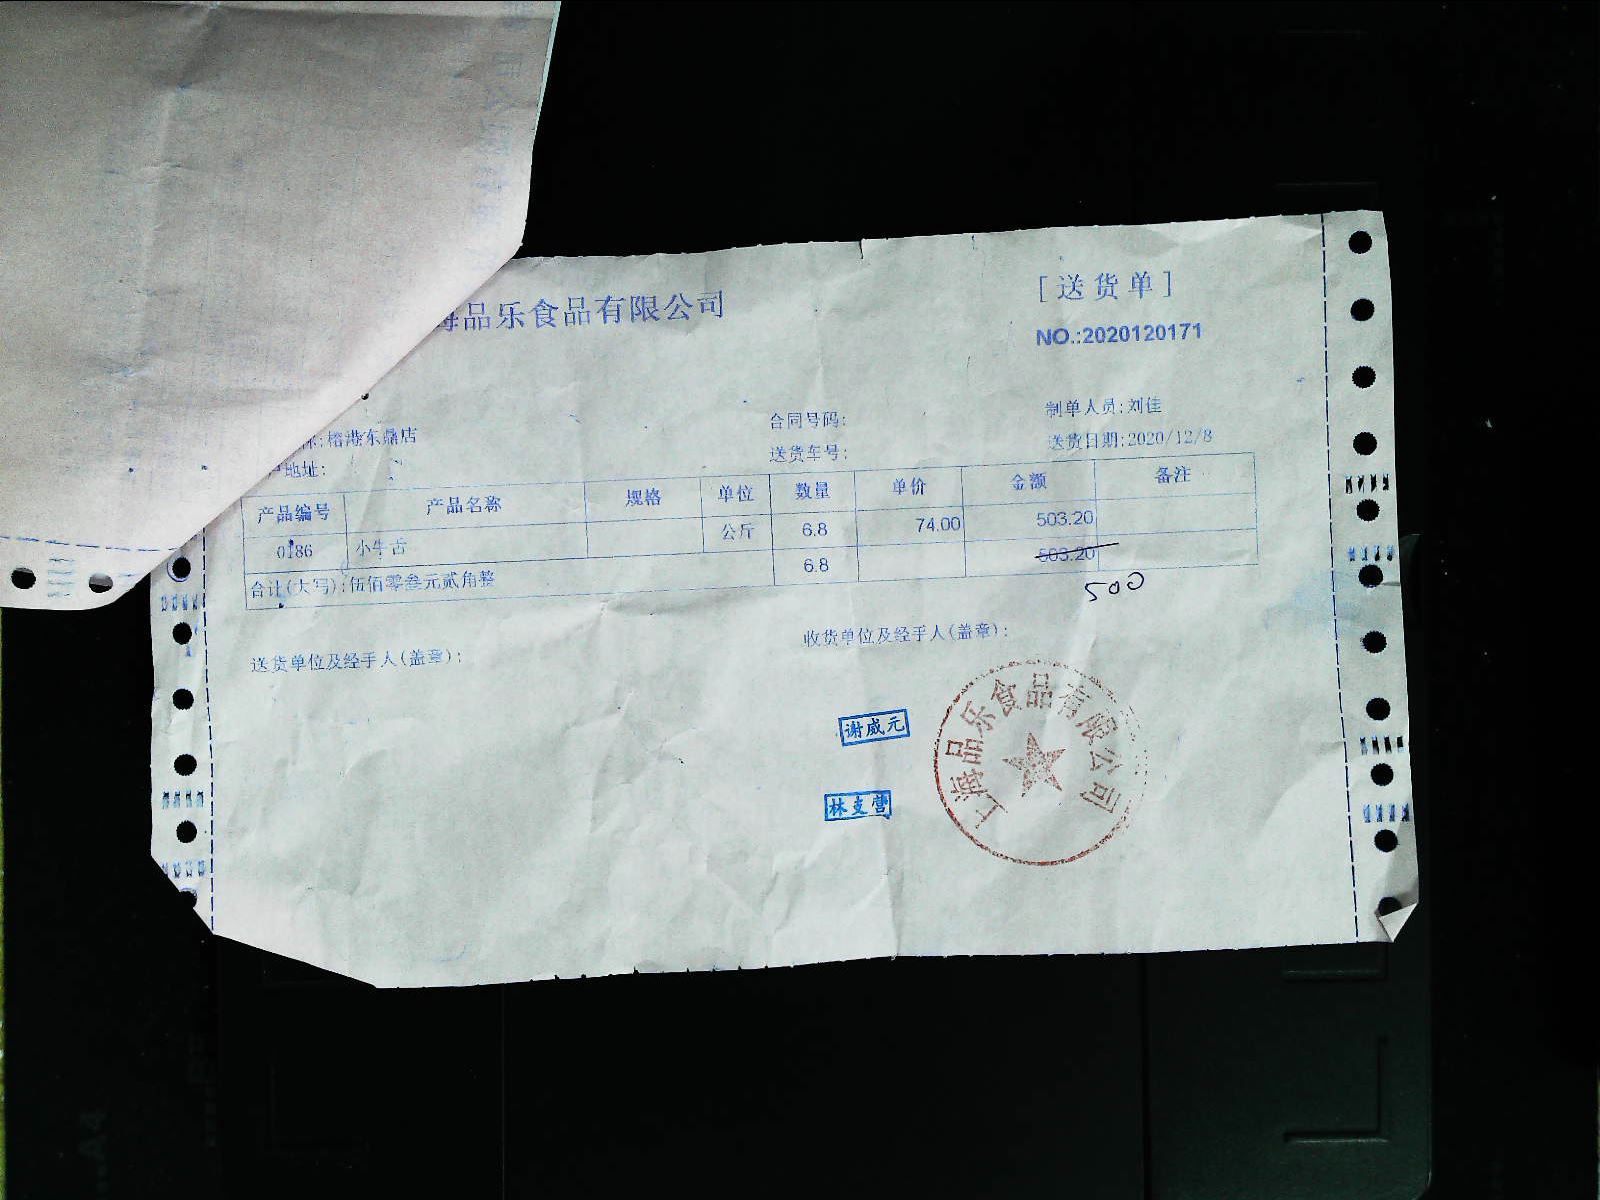 海品乐食品有限公司
[送货单]
NO.:2020120171
称:榕港东鼎店
合同号码:
制单人员:刘佳
户地址:
送货车号:
送货日期:2020/12/8
产品编号 产品名称 规格 单位 数量 单价 金额 备注
0186 小牛古 公斤 6.8 74.00 503.20
合计(大写):伍佰零叁元贰角整 6.8 503.20
500
送货单位及经手人(盖章):
收货单位及经手人(盖章):
谢威元
林支营
上海品乐食品有限公司